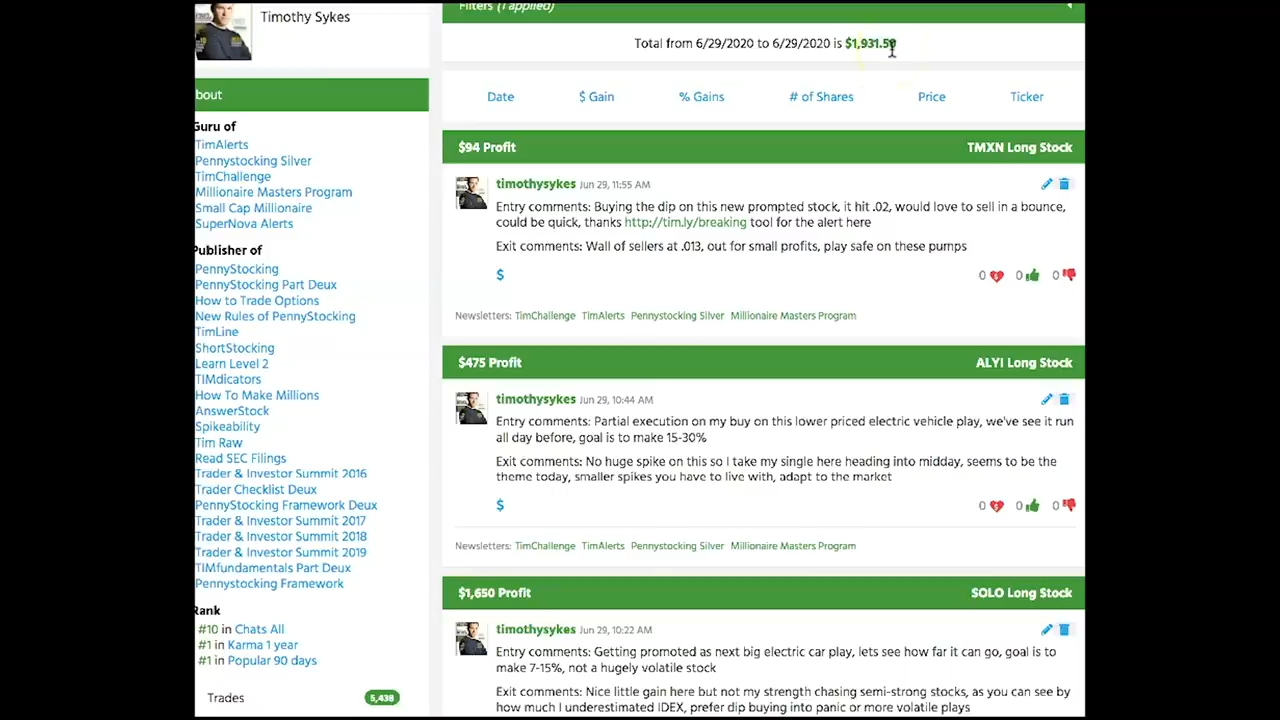 Timothy Sykes
bout
Guru of
TimAlerts
Pennystocking Silver
TimChallenge
Millionaire Masters Program
Small Cap Millionaire
SuperNova Alerts
Publisher of
PennyStocking
PennyStocking Part Deux
How to Trade Options
New Rules of PennyStocking
TimLine
ShortStocking
Learn Level 2
TIMdicators
How To Make Millions
AnswerStock
Spikeability
Tim Raw
Read SEC Filings
Trader & Investor Summit 2016
Trader Checklist Deux
PennyStocking Framework Deux
Trader & Investor Summit 2017
Trader & Investor Summit 2018
Trader & Investor Summit 2019
TIMfundamentals Part Deux
Pennystocking Framework
Rank
#10 in Chats All
#1 in Karma 1 year
#1 in Popular 90 days
Trades 5,438
Filters (1 applied)
Total from 6/29/2020 to 6/29/2020 is $1,931.50
Date $ Gain % Gains # of Shares Price Ticker
$94 Profit TMXN Long Stock
timothysykes Jun 29, 11:55 AM
Entry comments: Buying the dip on this new prompted stock, it hit .02, would love to sell in a bounce,
could be quick, thanks http://tim.ly/breaking tool for the alert here
Exit comments: Wall of sellers at .013, out for small profits, play safe on these pumps
$ 0 0 0
Newsletters: TimChallenge TimAlerts Pennystocking Silver Millionaire Masters Program
$475 Profit ALYI Long Stock
timothysykes Jun 29, 10:44 AM
Entry comments: Partial execution on my buy on this lower priced electric vehicle play, we've see it run
all day before, goal is to make 15-30%
Exit comments: No huge spike on this so I take my single here heading into midday, seems to be the
theme today, smaller spikes you have to live with, adapt to the market
$ 0 0 0
Newsletters: TimChallenge TimAlerts Pennystocking Silver Millionaire Masters Program
$1,650 Profit SOLO Long Stock
timothysykes Jun 29, 10:22 AM
Entry comments: Getting promoted as next big electric car play, lets see how far it can go, goal is to
make 7-15%, not a hugely volatile stock
Exit comments: Nice little gain here but not my strength chasing semi-strong stocks, as you can see by
how much I underestimated IDEX, prefer dip buying into panic or more volatile plays